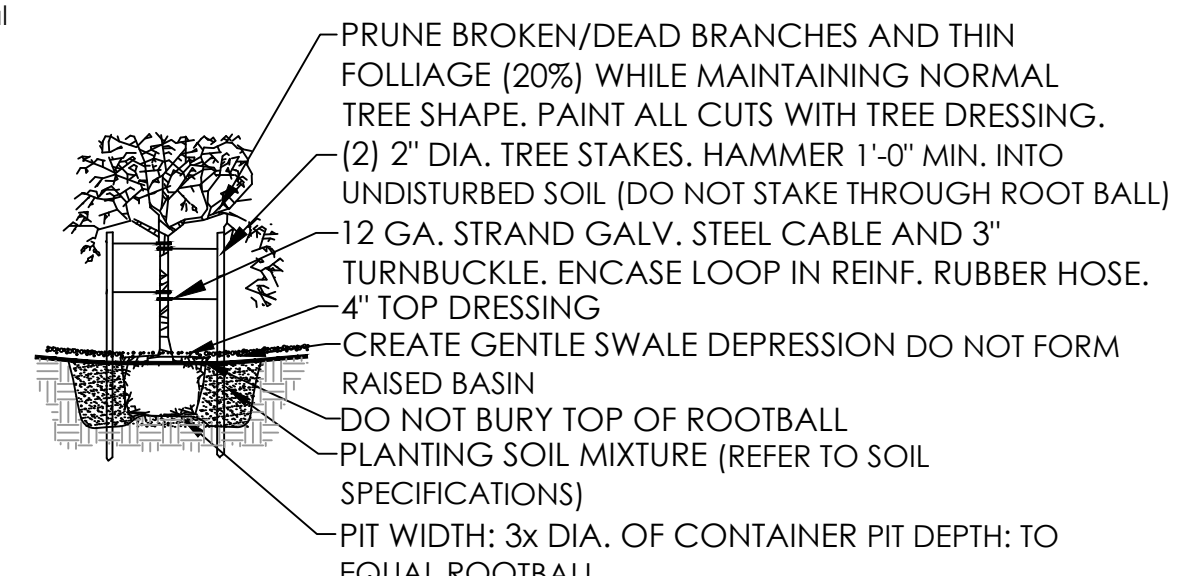 PRUNE BROKEN/DEAD BRANCHES AND THIN
FOLLIAGE (20%) WHILE MAINTAINING NORMAL
TREE SHAPE. PAINT ALL CUTS WITH TREE DRESSING.
(2) 2" DIA. TREE STAKES. HAMMER 1'-0" MIN. INTO
UNDISTURBED SOIL (DO NOT STAKE THROUGH ROOT BALL)
12 GA. STRAND GALV. STEEL CABLE AND 3"
TURNBUCKLE. ENCASE LOOP IN REINF. RUBBER HOSE.
4" TOP DRESSING
CREATE GENTLE SWALE DEPRESSION DO NOT FORM
RAISED BASIN
DO NOT BURY TOP OF ROOTBALL
PLANTING SOIL MIXTURE (REFER TO SOIL
SPECIFICATIONS)
PIT WIDTH: 3x DIA. OF CONTAINER PIT DEPTH: TO
EQUAL ROOTBALL